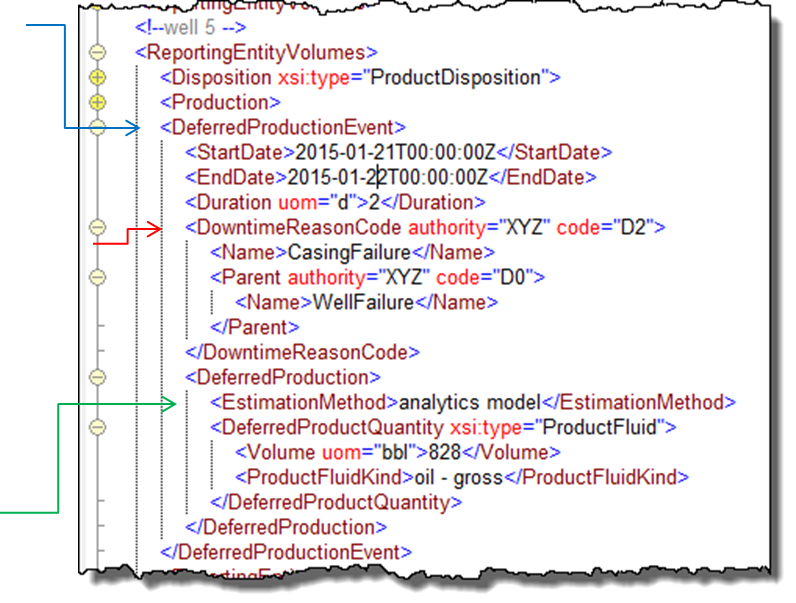 <!--well 5 -->
<ReportingEntityVolumes>
<Disposition xsi:type="ProductDisposition">
<Production>
<DeferredProductionEvent>
<StartDate>2015-01-21T00:00:00Z</StartDate>
<EndDate>2015-01-22T00:00:00Z</EndDate>
<Duration uom="d">2</Duration>
<DowntimeReasonCode authority="XYZ" code="D2">
<Name>CasingFailure</Name>
<Parent authority="XYZ" code="D0">
<Name>WellFailure</Name>
</Parent>
</DowntimeReasonCode>
<DeferredProduction>
<EstimationMethod>analytics model</EstimationMethod>
<DeferredProductQuantity xsi:type="ProductFluid">
<Volume uom="bbl">828</Volume>
<ProductFluidKind>oil - gross</ProductFluidKind>
</DeferredProductQuantity>
</DeferredProduction>
</DeferredProductionEvent>